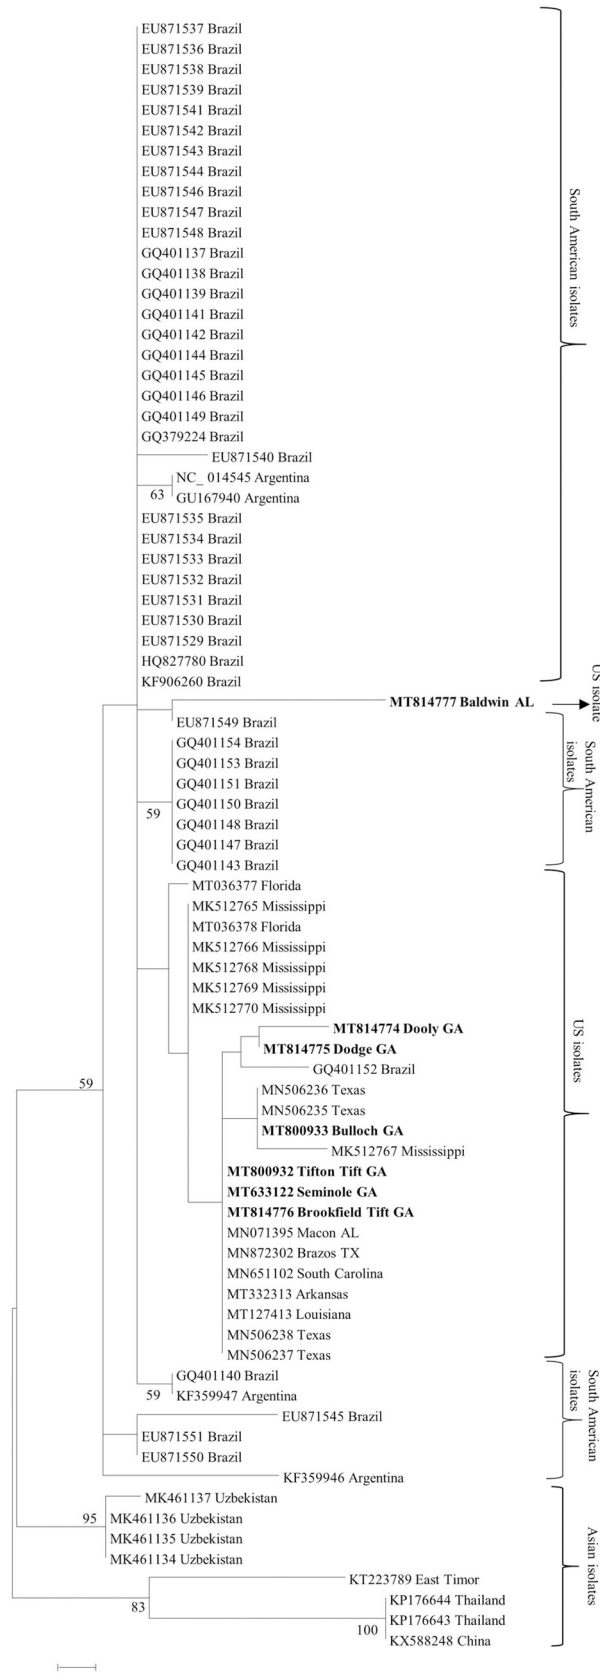 EU871537 Brazil
EU871536 Brazil
EU871538 Brazil
EU871539 Brazil
EU871541 Brazil
EU871542 Brazil
EU871543 Brazil
EU871544 Brazil
EU871546 Brazil
EU871547 Brazil
EU871548 Brazil
GQ401137 Brazil
GQ401138 Brazil
GQ401139 Brazil
GQ401141 Brazil
GQ401142 Brazil
GQ401144 Brazil
GQ401145 Brazil
GQ401146 Brazil
GQ401149 Brazil
GQ379224 Brazil
EU871540 Brazil
NC_ 014545 Argentina
63
GU167940 Argentina
EU871535 Brazil
EU871534 Brazil
EU871533 Brazil
EU871532 Brazil
EU871531 Brazil
EU871530 Brazil
EU871529 Brazil
HQ827780 Brazil
KF906260 Brazil
South American isolates
MT814777 Baldwin AL
US isolate
EU871549 Brazil
GQ401154 Brazil
GQ401153 Brazil
GQ401151 Brazil
GQ401150 Brazil
59
GQ401148 Brazil
GQ401147 Brazil
GQ401143 Brazil
South American
isolates
MT036377 Florida
MK512765 Mississippi
MT036378 Florida
MK512766 Mississippi
MK512768 Mississippi
MK512769 Mississippi
MK512770 Mississippi
MT814774 Dooly GA
MT814775 Dodge GA
GQ401152 Brazil
59
MN506236 Texas
MN506235 Texas
MT800933 Bulloch GA
MK512767 Mississippi
MT800932 Tifton Tift GA
MT633122 Seminole GA
MT814776 Brookfield Tift GA
MN071395 Macon AL
MN872302 Brazos TX
MN651102 South Carolina
MT332313 Arkansas
MT127413 Louisiana
MN506238 Texas
MN506237 Texas
US isolates
GQ401140 Brazil
59
KF359947 Argentina
EU871545 Brazil
EU871551 Brazil
EU871550 Brazil
KF359946 Argentina
South American
isolates
MK461137 Uzbekistan
95
MK461136 Uzbekistan
MK461135 Uzbekistan
MK461134 Uzbekistan
KT223789 East Timor
83
KP176644 Thailand
KP176643 Thailand
100
KX588248 China
Asian isolates